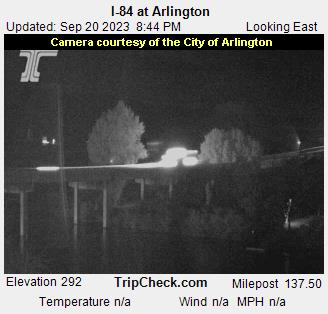 I-84 at Arlington
Updated: Sep 20 2023 8:44 PM Looking East
Camera courtesy of the City of Arlington
Elevation 292 TripCheck.com Milepost 137.50
Temperature n/a Wind n/a MPH n/a